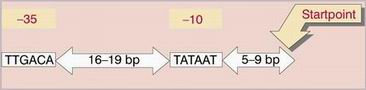 −35 −10 Startpoint
TTGACA 16–19 bp TATAAT 5–9 bp